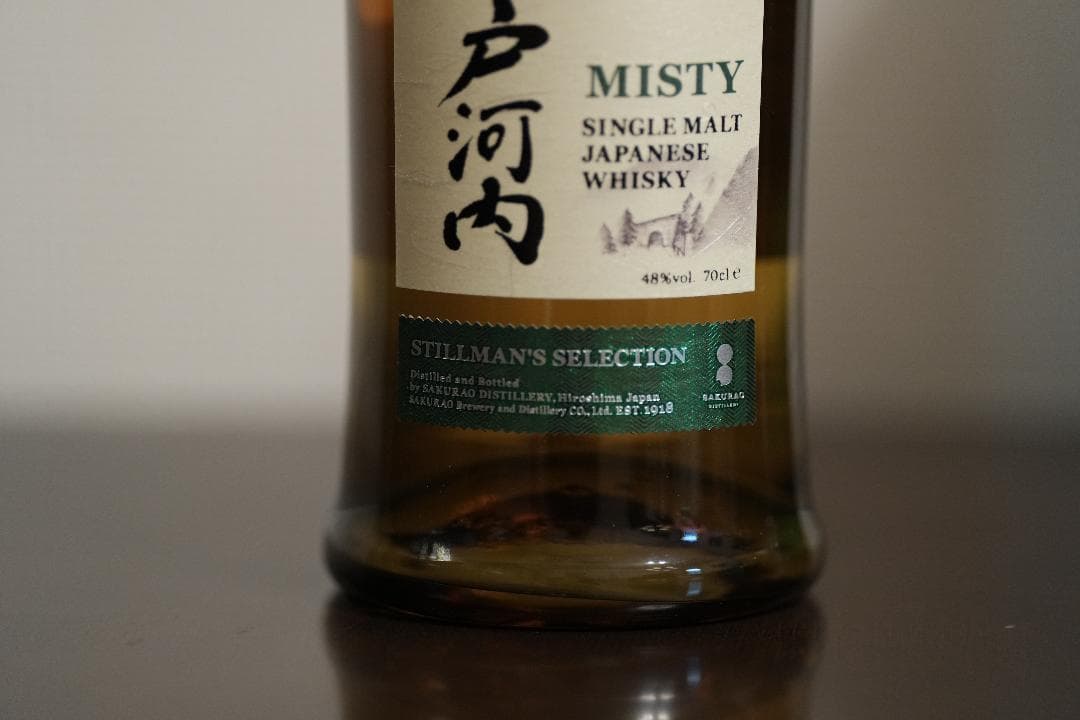 戸河内
MISTY
SINGLE MALT
JAPANESE
WHISKY
48%vol. 70cl e
STILLMAN'S SELECTION
Distilled and Bottled
by SAKURAO DISTILLERY, Hiroshima Japan
SAKURAO Brewery and Distillery CO., Ltd. EST. 1918
SAKURAO
DISTILLERY